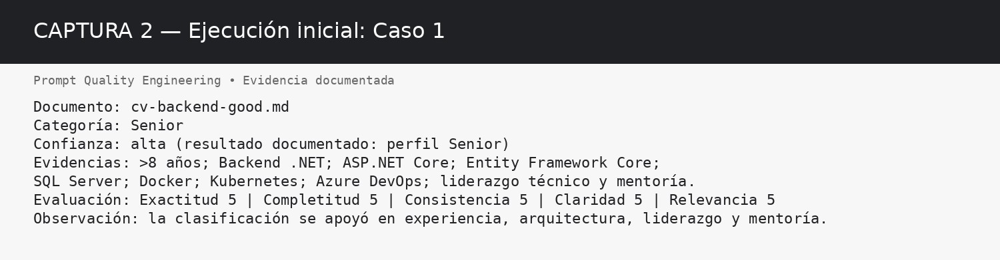 CAPTURA 2 — Ejecución inicial: Caso 1
Prompt Quality Engineering • Evidencia documentada
Documento: cv-backend-good.md
Categoría: Senior
Confianza: alta (resultado documentado: perfil Senior)
Evidencias: >8 años; Backend .NET; ASP.NET Core; Entity Framework Core;
SQL Server; Docker; Kubernetes; Azure DevOps; liderazgo técnico y mentoría.
Evaluación: Exactitud 5 | Completitud 5 | Consistencia 5 | Claridad 5 | Relevancia 5
Observación: la clasificación se apoyó en experiencia, arquitectura, liderazgo y mentoría.